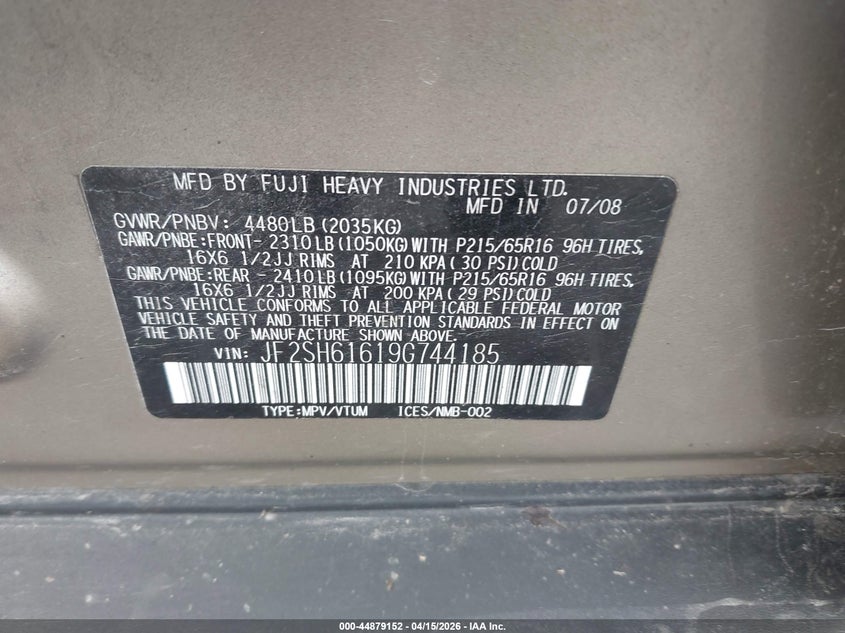 MFD BY FUJI HEAVY INDUSTRIES LTD.
MFD IN 07/08
GVWR/PNBV: 4480LB(2035KG)
GAWR/PNBE:FRONT- 2310LB(1050KG)WITH P215/65R16 96H TIRES,
16X6 1/2JJ RIMS AT 210 KPA( 30 PSI)COLD
GAWR/PNBE:REAR - 2410LB(1095KG)WITH P215/65R16 96H TIRES,
16X6 1/2JJ RIMS AT 200 KPA( 29 PSI)COLD
THIS VEHICLE CONFORMS TO ALL APPLICABLE FEDERAL MOTOR
VEHICLE SAFETY AND THEFT PREVENTION STANDARDS IN EFFECT ON
THE DATE OF MANUFACTURE SHOWN ABOVE.
VIN: JF2SH61619G744185
TYPE:MPV/VTUM ICES/NMB-002
000-44879152 - 04/15/2026 - IAA Inc.